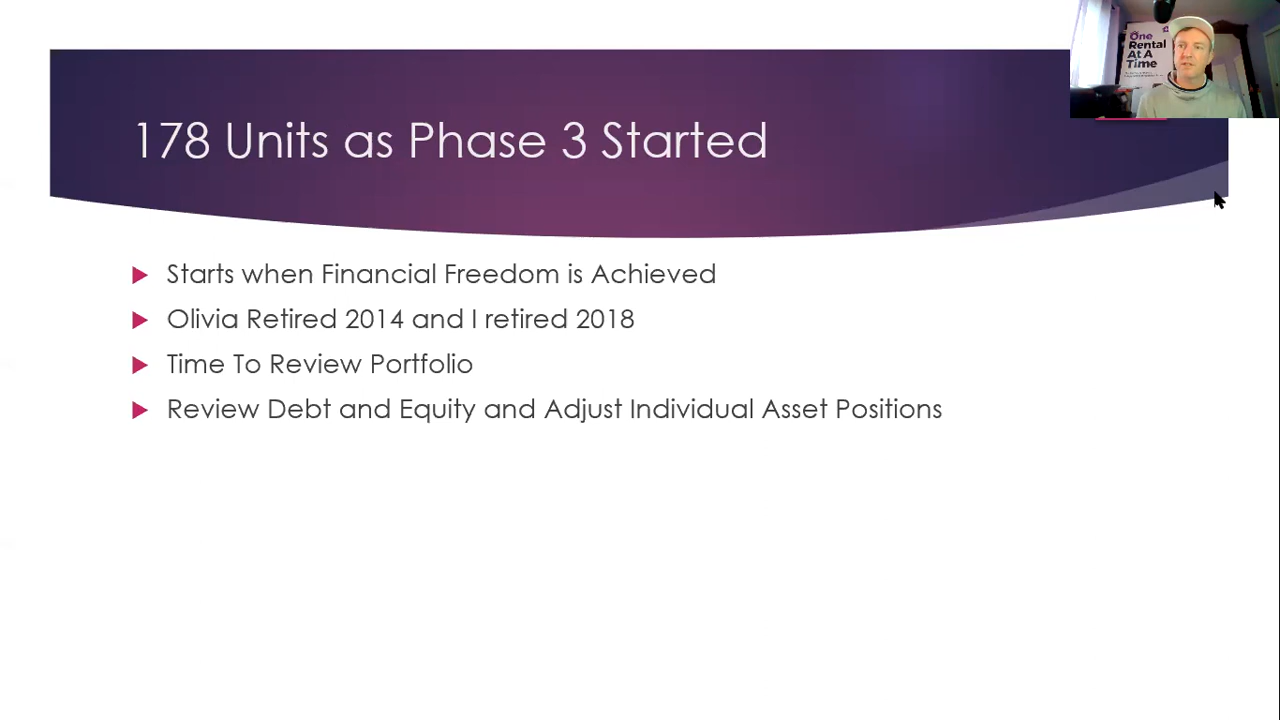 178 Units as Phase 3 Started
One
Rental
At A
Time
Starts when Financial Freedom is Achieved
Olivia Retired 2014 and I retired 2018
Time To Review Portfolio
Review Debt and Equity and Adjust Individual Asset Positions